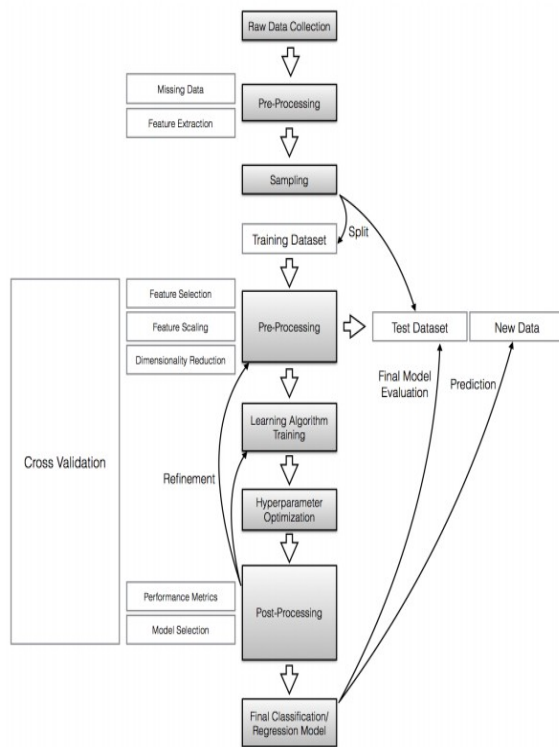 Raw Data Collection
Missing Data
Feature Extraction
Pre-Processing
Sampling
Split
Training Dataset
Feature Selection
Feature Scaling
Dimensionality Reduction
Pre-Processing
Test Dataset
New Data
Final Model
Evaluation
Prediction
Learning Algorithm
Training
Cross Validation
Refinement
Hyperparameter
Optimization
Performance Metrics
Model Selection
Post-Processing
Final Classification/
Regression Model